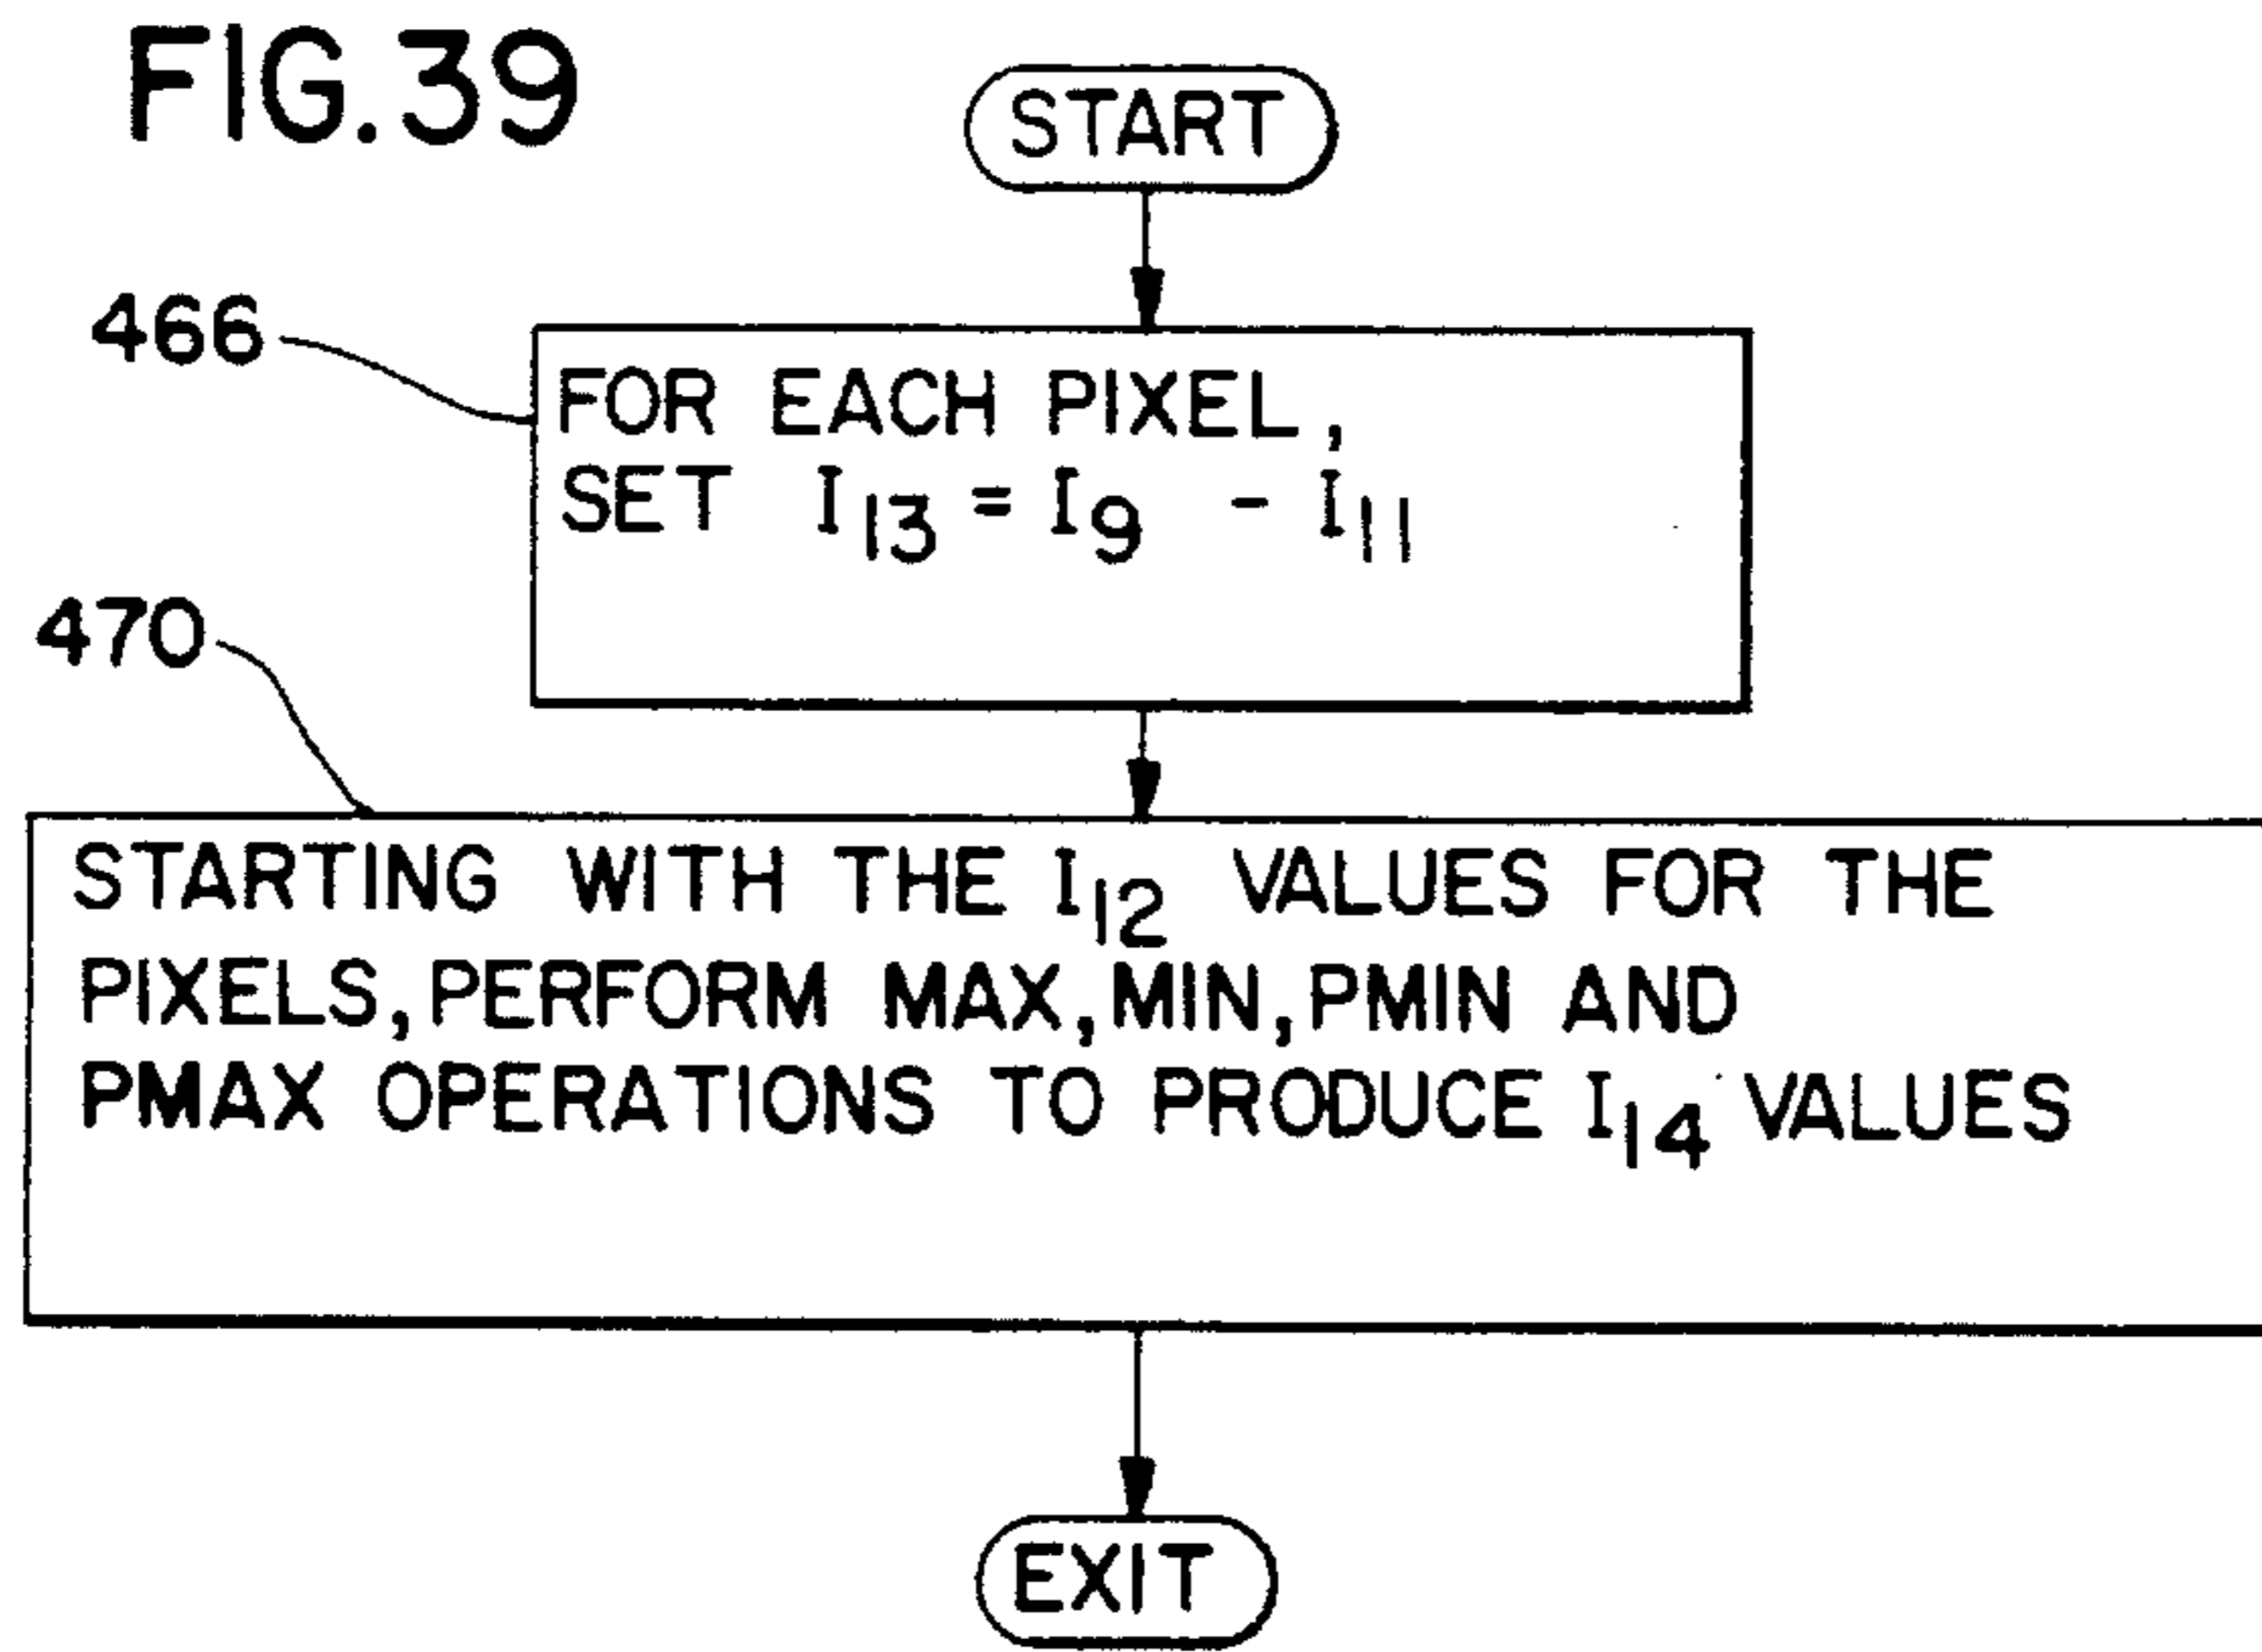 FIG.39
START
466
FOR EACH PIXEL,
SET I₁₃ = I₉ - I₁₁
470
STARTING WITH THE I₁₂ VALUES FOR THE
PIXELS, PERFORM MAX, MIN, PMIN AND
PMAX OPERATIONS TO PRODUCE I₁₄ VALUES
EXIT